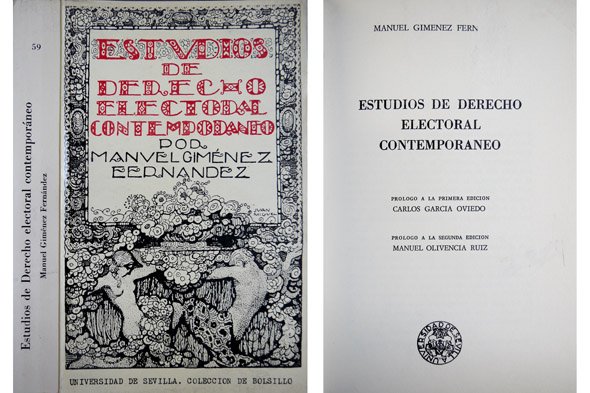 59
Estudios de Derecho electoral contemporáneo
Manuel Giménez Fernández
ESTVDIOS
DE
DERECHO
ELECTORAL
CONTEMPORANEO
POR
MANVEL GIMÉNEZ
FERNANDEZ
UNIVERSIDAD DE SEVILLA. COLECCION DE BOLSILLO
MANUEL GIMENEZ FERN
ESTUDIOS DE DERECHO
ELECTORAL
CONTEMPORANEO
PROLOGO A LA PRIMERA EDICION
CARLOS GARCIA OVIEDO
PROLOGO A LA SEGUNDA EDICION
MANUEL OLIVENCIA RUIZ